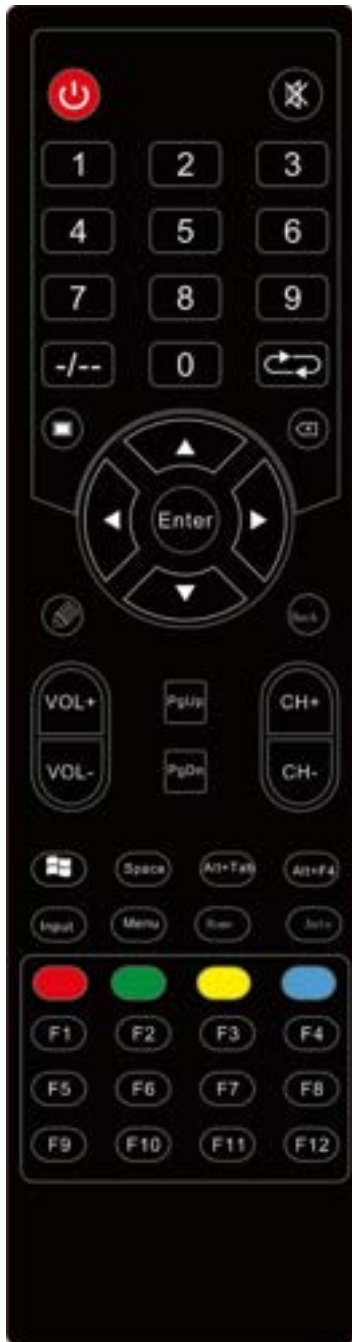 1 2 3
4 5 6
7 8 9
-/-- 0
Enter
Back
VOL+ PgUp CH+
VOL- PgDn CH-
Space Alt+Tab Alt+F4
Input Menu
F1 F2 F3 F4
F5 F6 F7 F8
F9 F10 F11 F12